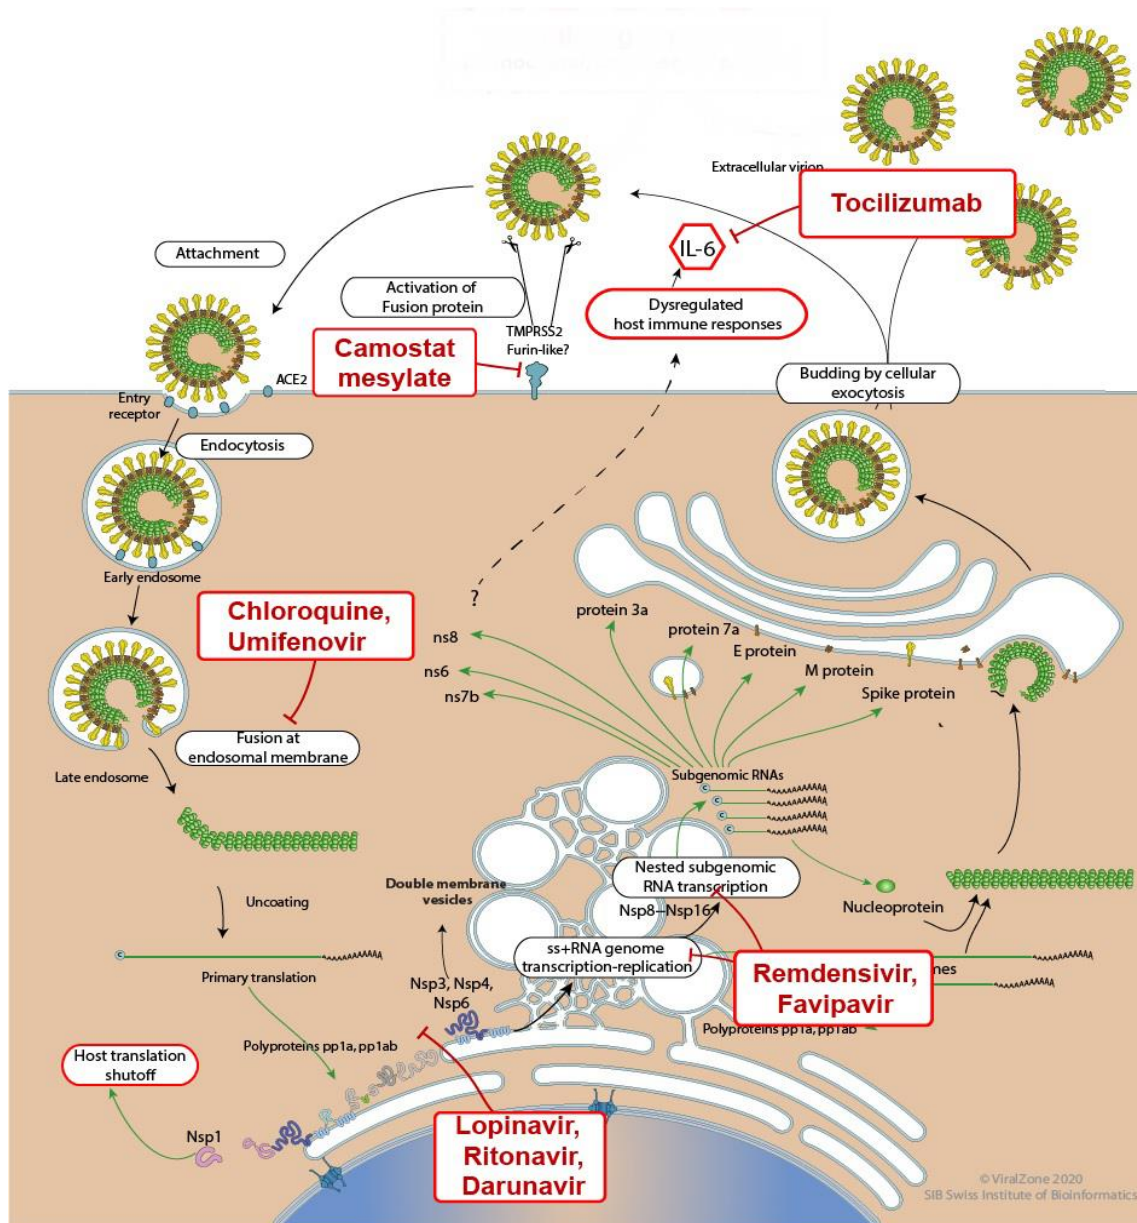 Extracellular virion
Tocilizumab
IL-6
Attachment
Activation of
Fusion protein
Dysregulated
host immune responses
TMPRSS2
Furin-like?
Camostat
mesylate
ACE2
Entry
receptor
Budding by cellular
exocytosis
Endocytosis
Early endosome
Chloroquine,
Umifenovir
?
ns8
ns6
ns7b
protein 3a
protein 7a
E protein
M protein
Spike protein
Fusion at
endosomal membrane
Late endosome
Subgenomic RNAs
C
C
C
C
Nested subgenomic
RNA transcription
Nsp8–Nsp16
Double membrane
vesicles
Nucleoprotein
Uncoating
ss+RNA genome
transcription-replication
C
Primary translation
Nsp3, Nsp4,
Nsp6
Remdensivir,
Favipavir
mes
Polyproteins pp1a, pp1ab
Polyproteins pp1a, pp1ab
Host translation
shutoff
Nsp1
Lopinavir,
Ritonavir,
Darunavir
© ViralZone 2020
SIB Swiss Institute of Bioinformatics